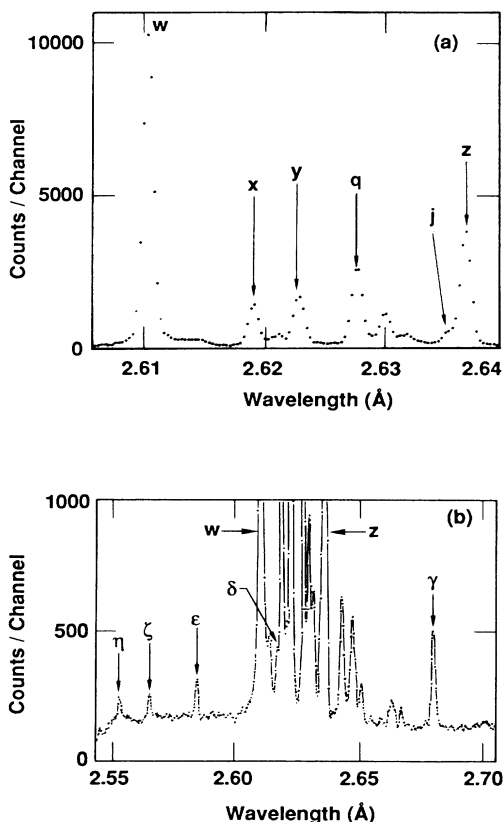 w
(a)
10000
x
y
q
j
z
5000
0
Counts / Channel
2.61
2.62
2.63
2.64
Wavelength (Å)
(b)
1000
w
z
δ
η
ζ
ε
γ
500
0
Counts / Channel
2.55
2.60
2.65
2.70
Wavelength (Å)